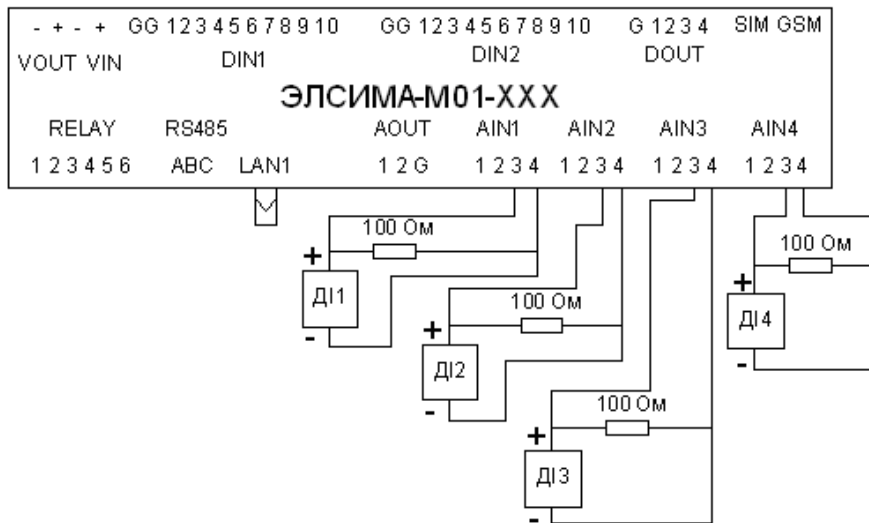 - + - + GG 1 2 3 4 5 6 7 8 9 10 GG 1 2 3 4 5 6 7 8 9 10 G 1 2 3 4 SIM GSM
VOUT VIN DIN1 DIN2 DOUT
ЭЛСИМА-М01-ХХХ
RELAY RS485 AOUT AIN1 AIN2 AIN3 AIN4
1 2 3 4 5 6 ABC LAN1 1 2 G 1 2 3 4 1 2 3 4 1 2 3 4 1 2 3 4
100 Ом
+
ДI1
-
100 Ом
+
ДI2
-
100 Ом
+
ДI3
-
100 Ом
+
ДI4
-